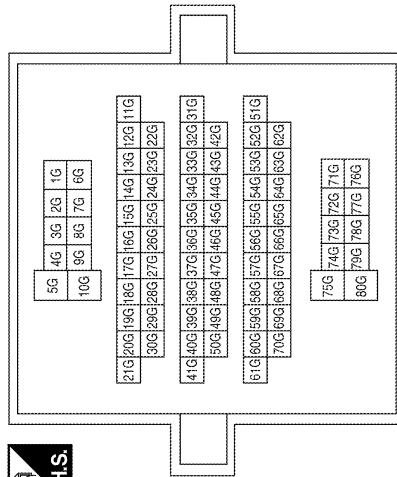 H.S.
5G 4G 3G 2G 1G
10G 9G 8G 7G 6G
21G 20G 19G 18G 17G 16G 15G 14G 13G 12G 11G
30G 29G 28G 27G 26G 25G 24G 23G 22G
41G 40G 39G 38G 37G 36G 35G 34G 33G 32G 31G
50G 49G 48G 47G 46G 45G 44G 43G 42G
61G 60G 59G 58G 57G 56G 55G 54G 53G 52G 51G
70G 69G 68G 67G 66G 65G 64G 63G 62G
75G 74G 73G 72G 71G
80G 79G 78G 77G 76G